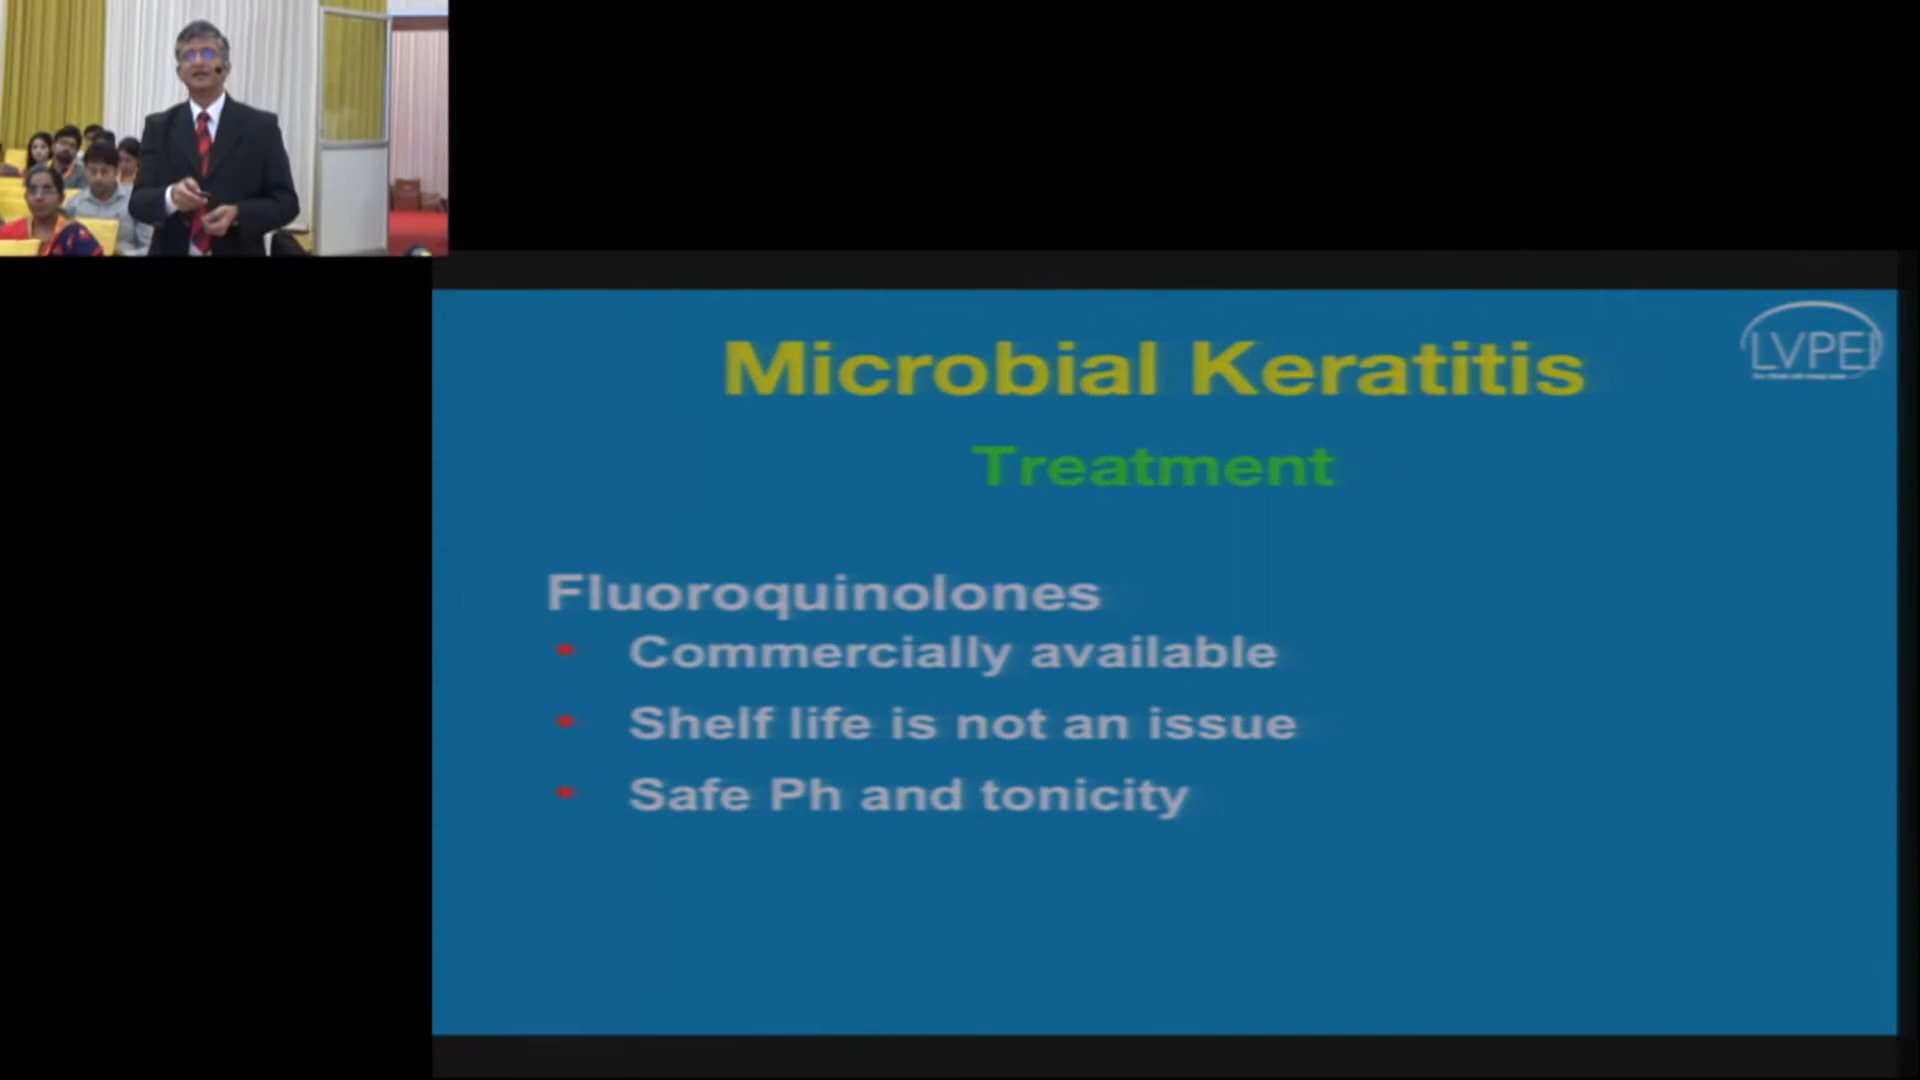 LVPEI
Microbial Keratitis
Treatment
Fluoroquinolones
• Commercially available
• Shelf life is not an issue
• Safe Ph and tonicity